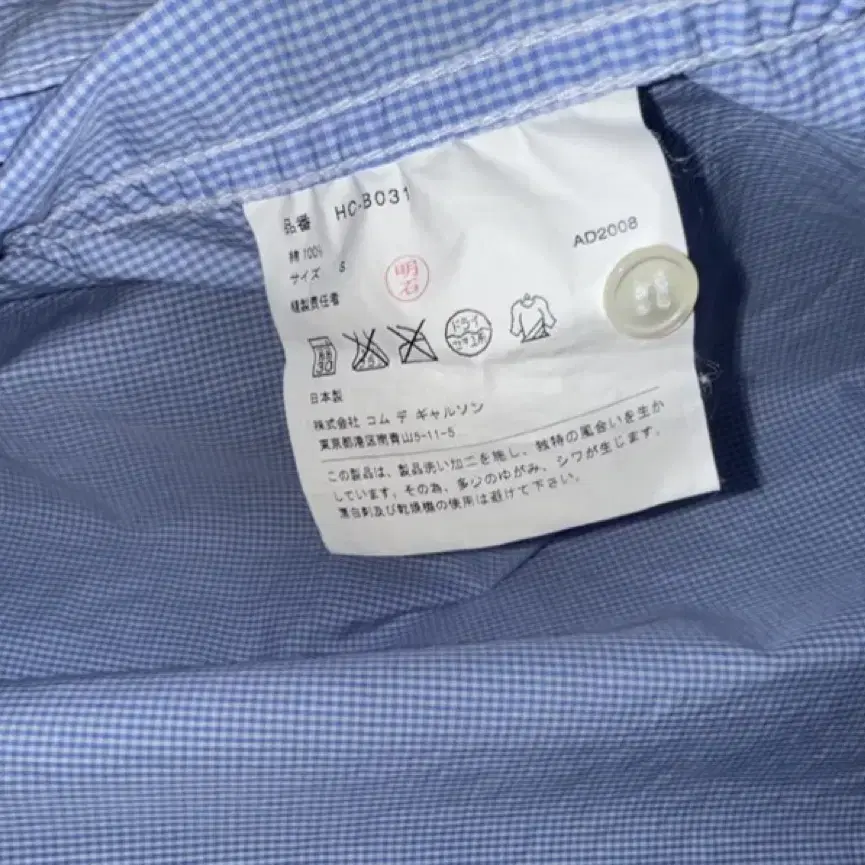 品番 HC-B031
綿 100%
AD2008
サイズ S
縫製責任者
明石
30
ドライ
セキユ系
日本製
株式会社 コム デ ギャルソン
東京都港区南青山5-11-5
この製品は、製品洗い加工を施し、独特の風合いを生か
しています。その為、多少のゆがみ、シワが生じます。
蛍白剤及び乾燥機の使用は避けて下さい。